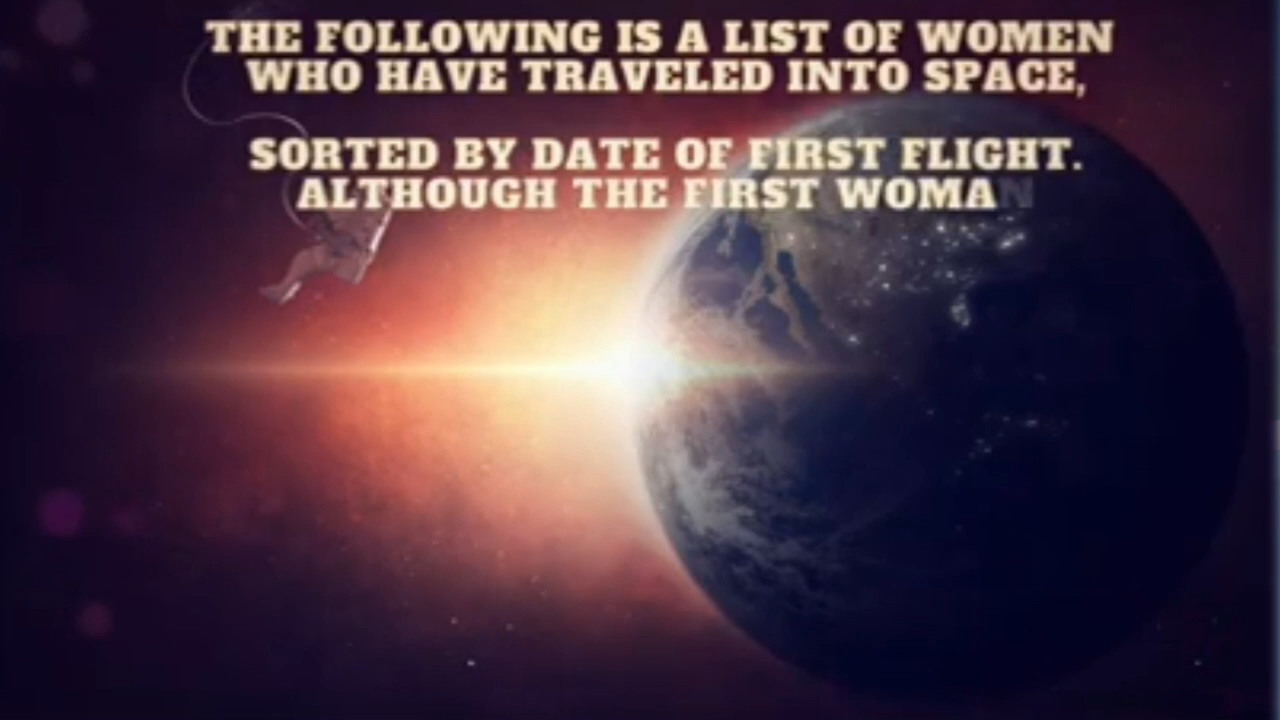 THE FOLLOWING IS A LIST OF WOMEN
WHO HAVE TRAVELED INTO SPACE,
SORTED BY DATE OF FIRST FLIGHT.
ALTHOUGH THE FIRST WOMAN